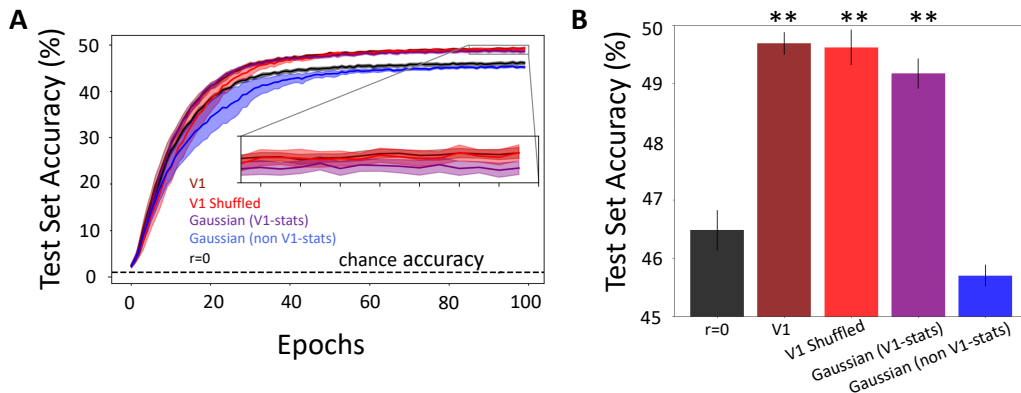 A
Test Set Accuracy (%)
50
40
30
20
10
0
V1
V1 Shuffled
Gaussian (V1-stats)
Gaussian (non V1-stats)
r=0
chance accuracy
0
20
40
60
80
100
Epochs
B
** ** **
Test Set Accuracy (%)
50
49
48
47
46
45
r=0
V1
V1 Shuffled
Gaussian (V1-stats)
Gaussian (non V1-stats)